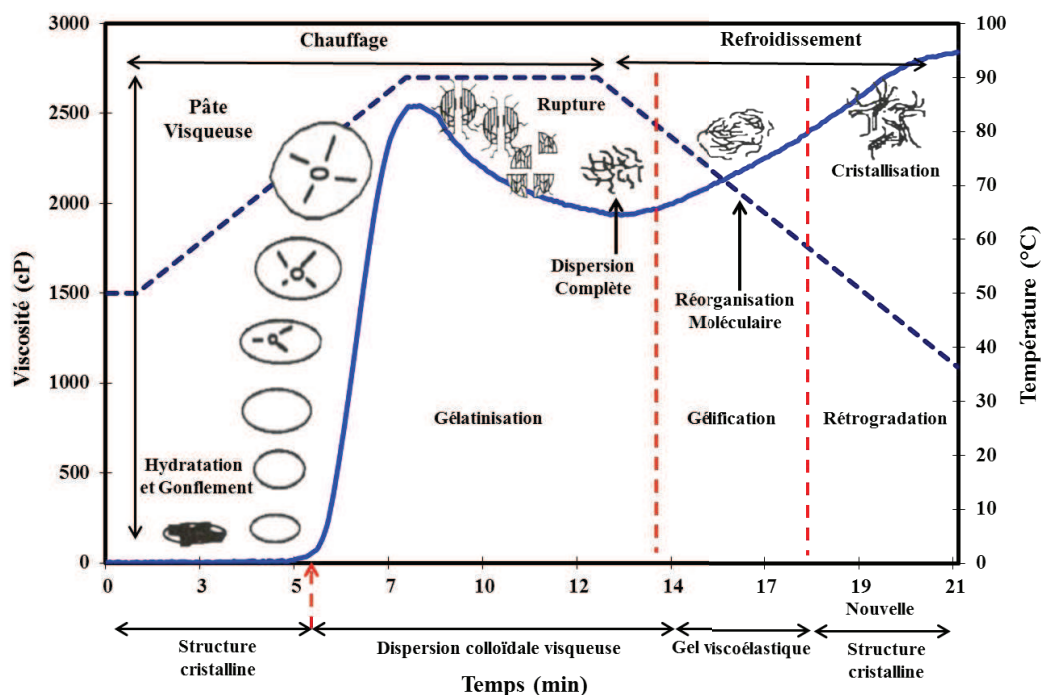 3000
2500
2000
1500
1000
500
0
Viscosité (cP)
100
90
80
70
60
50
40
30
20
10
0
Température (°C)
Chauffage
Refroidissement
Pâte
Visqueuse
Rupture
Cristallisation
Dispersion
Complète
Réorganisation
Moléculaire
Gélatinisation
Gélification
Rétrogradation
Hydratation
et Gonflement
0 3 5 7 10 12 14 17 19 21
Nouvelle
Structure
cristalline
Dispersion colloïdale visqueuse
Gel viscoélastique
Structure
cristalline
Temps (min)